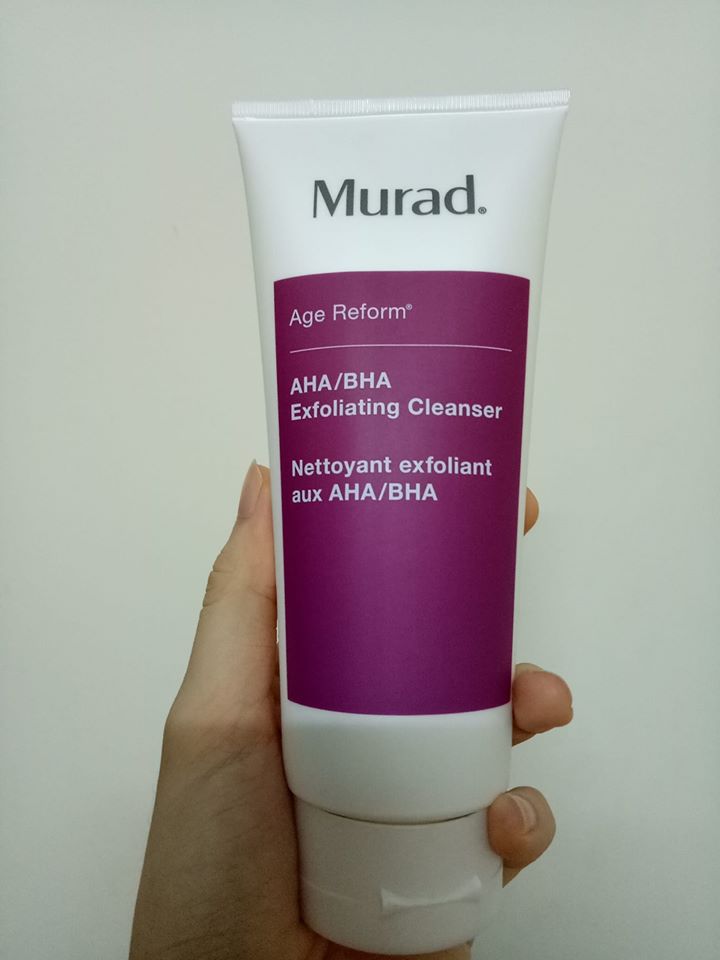 Murad.®
Age Reform®
AHA/BHA
Exfoliating Cleanser
Nettoyant exfoliant
aux AHA/BHA